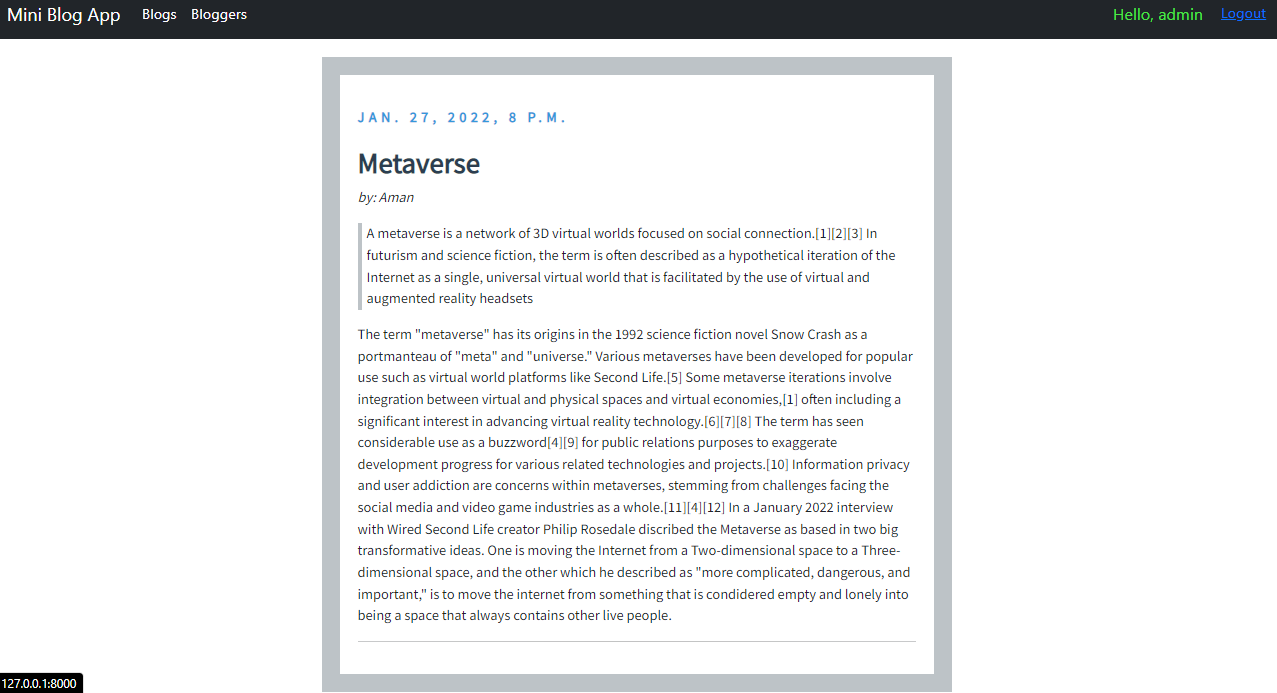 Mini Blog App Blogs Bloggers Hello, admin Logout
JAN. 27, 2022, 8 P.M.
Metaverse
by: Aman
A metaverse is a network of 3D virtual worlds focused on social connection.[1][2][3] In
futurism and science fiction, the term is often described as a hypothetical iteration of the
Internet as a single, universal virtual world that is facilitated by the use of virtual and
augmented reality headsets
The term "metaverse" has its origins in the 1992 science fiction novel Snow Crash as a
portmanteau of "meta" and "universe." Various metaverses have been developed for popular
use such as virtual world platforms like Second Life.[5] Some metaverse iterations involve
integration between virtual and physical spaces and virtual economies,[1] often including a
significant interest in advancing virtual reality technology.[6][7][8] The term has seen
considerable use as a buzzword[4][9] for public relations purposes to exaggerate
development progress for various related technologies and projects.[10] Information privacy
and user addiction are concerns within metaverses, stemming from challenges facing the
social media and video game industries as a whole.[11][4][12] In a January 2022 interview
with Wired Second Life creator Philip Rosedale discribed the Metaverse as based in two big
transformative ideas. One is moving the Internet from a Two-dimensional space to a Three-
dimensional space, and the other which he described as "more complicated, dangerous, and
important," is to move the internet from something that is condidered empty and lonely into
being a space that always contains other live people.
127.0.0.1:8000